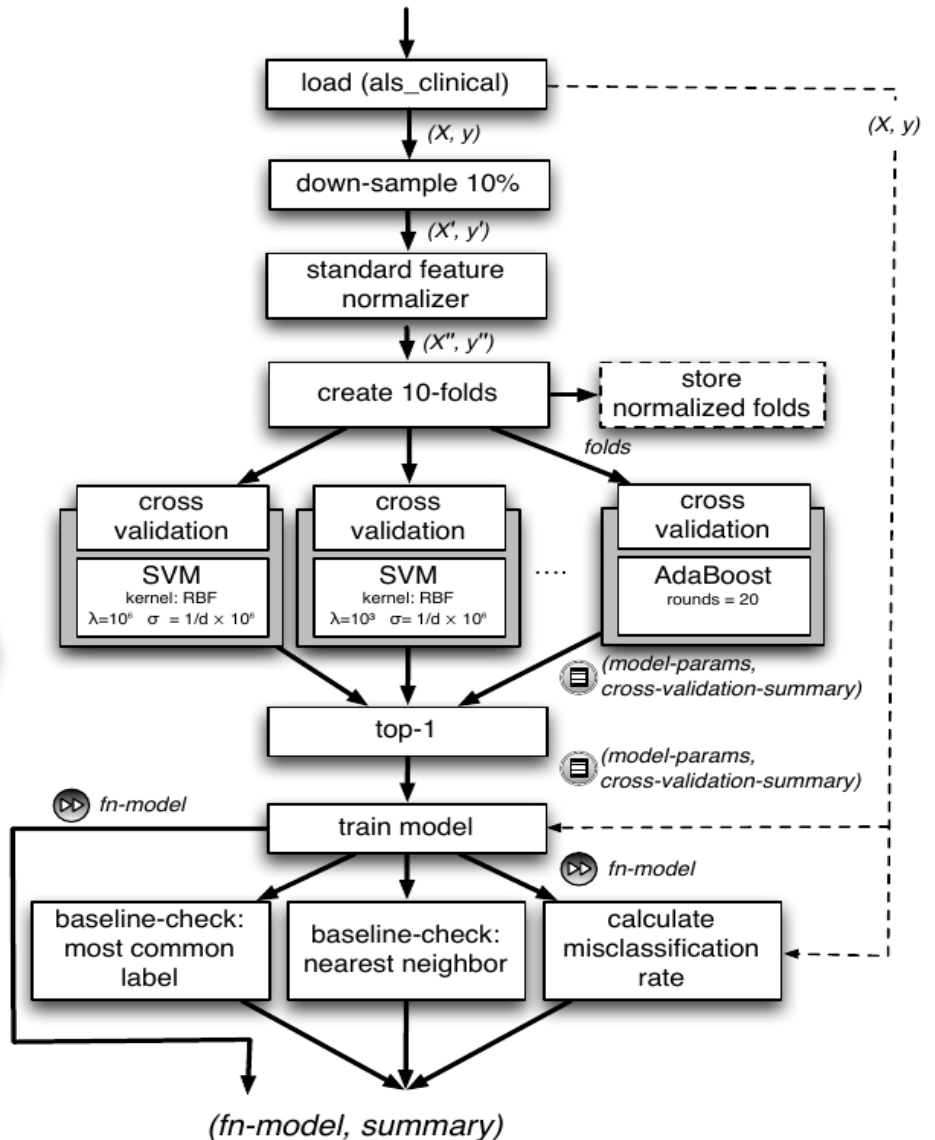 load (als_clinical)
(X, y)
(X, y)
down-sample 10%
(X', y')
standard feature
normalizer
(X'', y'')
create 10-folds
store
normalized folds
folds
cross
validation
SVM
kernel: RBF
λ=10⁶ σ = 1/d × 10⁶
cross
validation
SVM
kernel: RBF
λ=10³ σ= 1/d × 10⁶
....
cross
validation
AdaBoost
rounds = 20
(model-params,
cross-validation-summary)
top-1
(model-params,
cross-validation-summary)
fn-model
train model
fn-model
baseline-check:
most common
label
baseline-check:
nearest neighbor
calculate
misclassification
rate
(fn-model, summary)